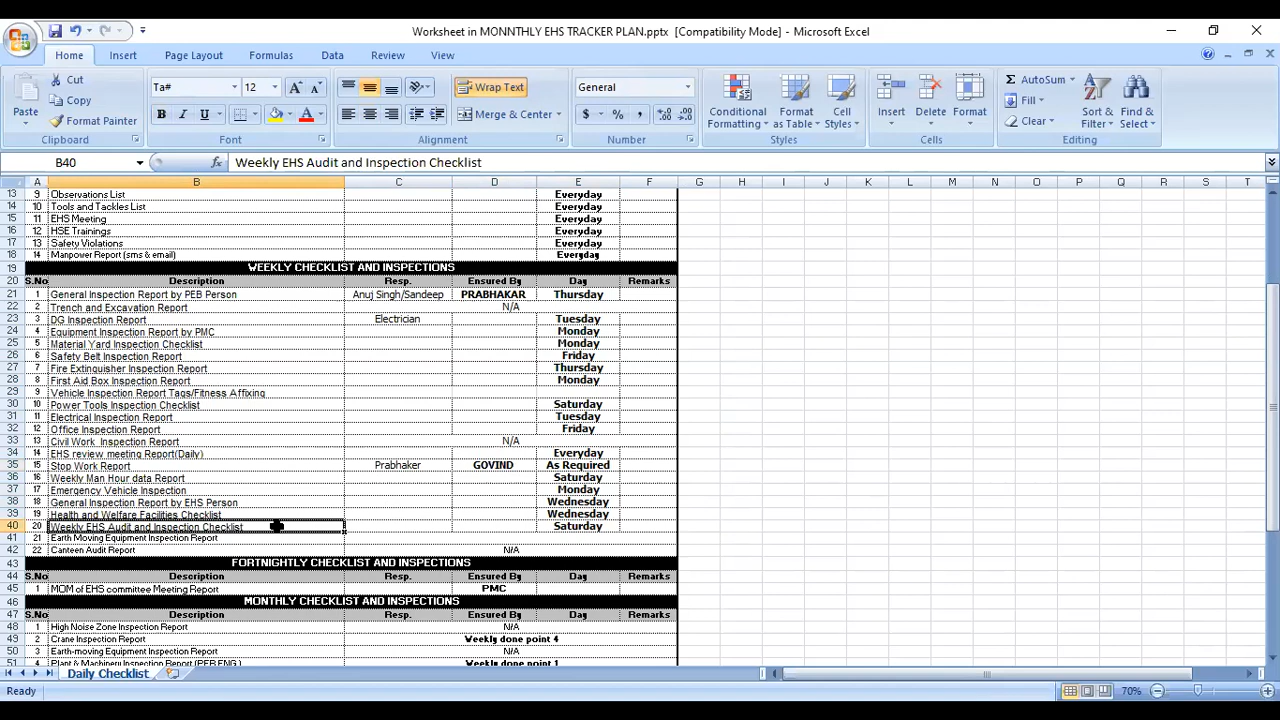 Worksheet in MONNTHLY EHS TRACKER PLAN.pptx [Compatibility Mode] - Microsoft Excel
Home Insert Page Layout Formulas Data Review View
Cut
Copy
Format Painter
Paste
Clipboard
Ta# 12
Font
Wrap Text
Merge & Center
Alignment
General
$ % ,
Number
Conditional Formatting
Format as Table
Cell Styles
Styles
Insert Delete Format
Cells
AutoSum
Fill
Clear
Sort & Filter
Find & Select
Editing
B40 fx Weekly EHS Audit and Inspection Checklist
A B C D E F G H I J K L M N O P Q R S T
13 9 Observations List Everyday
14 10 Tools and Tackles List Everyday
15 11 EHS Meeting Everyday
16 12 HSE Trainings Everyday
17 13 Safety Violations Everyday
18 14 Manpower Report (sms & email) Everyday
19 WEEKLY CHECKLIST AND INSPECTIONS
20 S.No Description Resp. Ensured By Day Remarks
21 1 General Inspection Report by PEB Person Anuj Singh/Sandeep PRABHAKAR Thursday
22 2 Trench and Excavation Report N/A
23 3 DG Inspection Report Electrician Tuesday
24 4 Equipment Inspection Report by PMC Monday
25 5 Material Yard Inspection Checklist Monday
26 6 Safety Belt Inspection Report Friday
27 7 Fire Extinguisher Inspection Report Thursday
28 8 First Aid Box Inspection Report Monday
29 9 Vehicle Inspection Report Tags/Fitness Affixing
30 10 Power Tools Inspection Checklist Saturday
31 11 Electrical Inspection Report Tuesday
32 12 Office Inspection Report Friday
33 13 Civil Work Inspection Report N/A
34 14 EHS review meeting Report(Daily) Everyday
35 15 Stop Work Report Prabhaker GOVIND As Required
36 16 Weekly Man Hour data Report Saturday
37 17 Emergency Vehicle Inspection Monday
38 18 General Inspection Report by EHS Person Wednesday
39 19 Health and Welfare Facilities Checklist Wednesday
40 20 Weekly EHS Audit and Inspection Checklist Saturday
41 21 Earth Moving Equipment Inspection Report
42 22 Canteen Audit Report N/A
43 FORTNIGHTLY CHECKLIST AND INSPECTIONS
44 S.No Description Resp. Ensured By Day Remarks
45 1 MOM of EHS committee Meeting Report PMC
46 MONTHLY CHECKLIST AND INSPECTIONS
47 S.No Description Resp. Ensured By Day Remarks
48 1 High Noise Zone Inspection Report N/A
49 2 Crane Inspection Report Weekly done point 4
50 3 Earth-moving Equipment Inspection Report N/A
51 4 Plant & Machinery Inspection Report (PEB ENG.) Weekly done point 1
Daily Checklist
Ready 70%